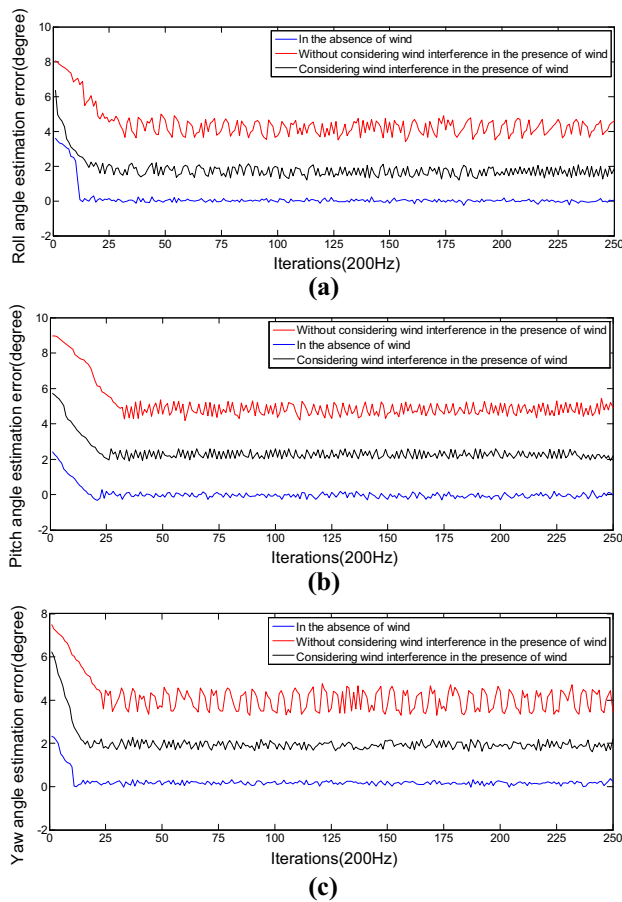 10
8
6
4
2
0
2
Roll angle estimation error(degree)
In the absence of wind
Without considering wind interference in the presence of wind
Considering wind interference in the presence of wind
0 25 50 75 100 125 150 175 200 225 250
Iterations(200Hz)
(a)
10
8
6
4
2
0
-2
Pitch angle estimation error(degree)
Without considering wind interference in the presence of wind
In the absence of wind
Considering wind interference in the presence of wind
0 25 50 75 100 125 150 175 200 225 250
Iterations(200Hz)
(b)
8
6
4
2
0
-2
Yaw angle estimation error(degree)
In the absence of wind
Without considering wind interference in the presence of wind
Considering wind interference in the presence of wind
0 25 50 75 100 125 150 175 200 225 250
Iterations(200Hz)
(c)